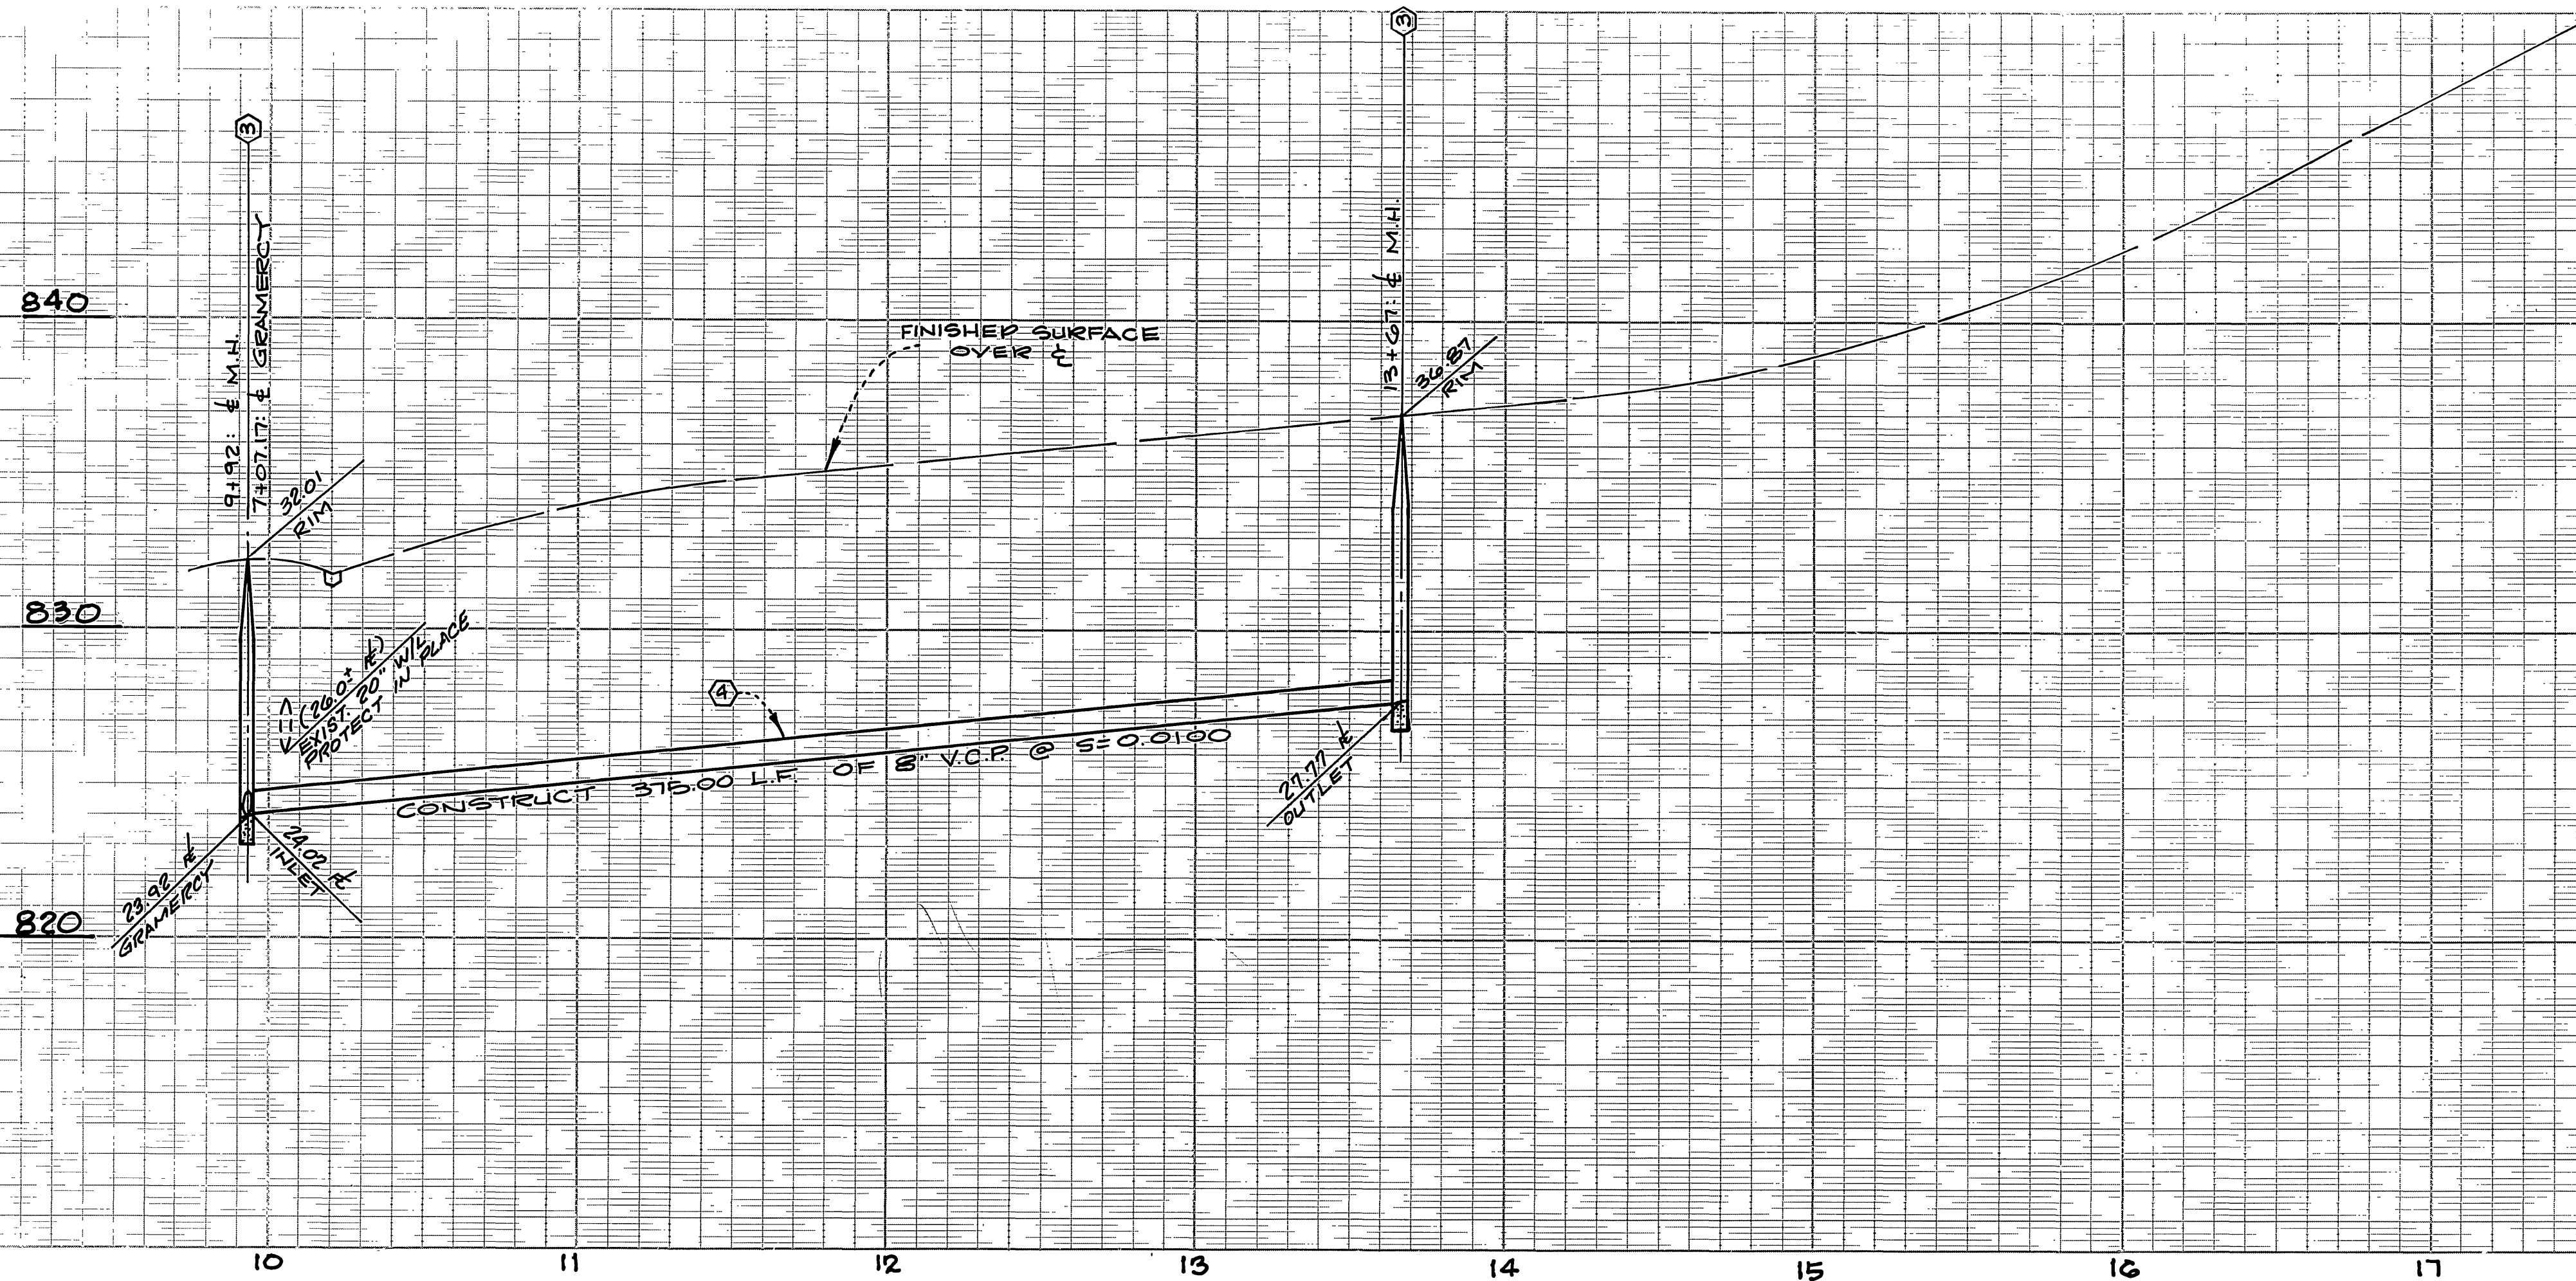 3
3
9+92: ℄ M.H.
7+07.17: ℄ GRAMERCY
13+67: ℄ M.H.
840
FINISHED SURFACE
OVER ℄
36.87
RIM
32.01
RIM
830
(26.0± ℄)
EXIST. 20" W/L
PROTECT IN PLACE
4
CONSTRUCT 375.00 L.F. OF 8" V.C.P. @ S=0.0100
27.77
OUTLET
24.02
INLET
23.92
GRAMERCY
820
10 11 12 13 14 15 16 17